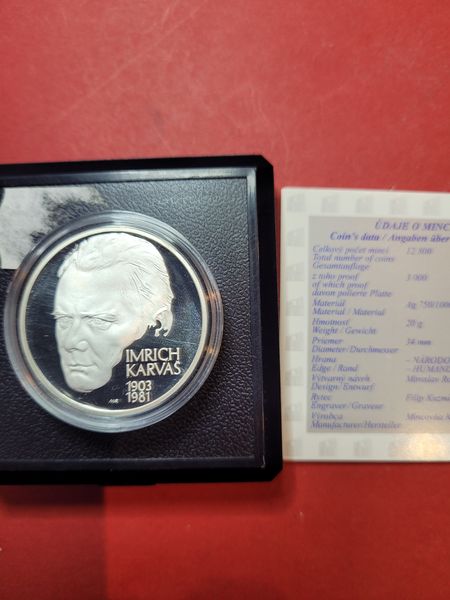 IMRICH
KARVAŠ
1903
1981
ÚDAJE O MINC
Coin's data / Angaben über
Celkový počet mincí 12 800
Total number of coins
Gesamtauflage
z toho proof 3 000
of which proof
davon polierte Platte
Materiál Ag 750/1000
Material / Material
Hmotnosť 20 g
Weight / Gewicht
Priemer 34 mm
Diameter/Durchmesser
Hrana – NÁRODO
Edge / Rand – HUMAN
Výtvarný návrh Miroslav Ro
Design/Entwurf
Rytec Filip
Engraver/Graveur
Výrobca Mincovňa
Manufacturer/Hersteller